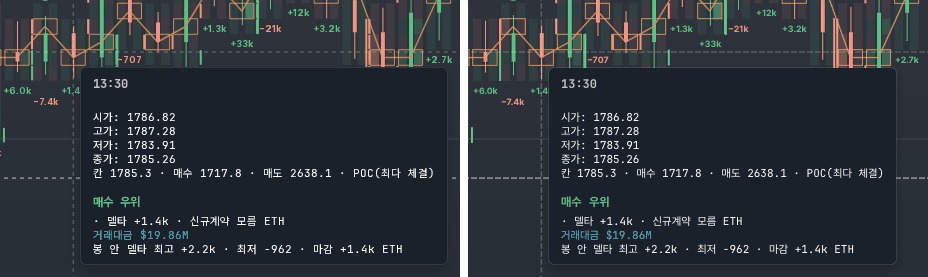 +12k
+1.3k
−21k
+3.2k
+33k
−707
+2.7k
+6.0k
+1.4
−7.4k
13:30
시가: 1786.82
고가: 1787.28
저가: 1783.91
종가: 1785.26
칸 1785.3 · 매수 1717.8 · 매도 2638.1 · POC(최다 체결)
매수 우위
· 델타 +1.4k · 신규계약 모름 ETH
거래대금 $19.86M
봉 안 델타 최고 +2.2k · 최저 -962 · 마감 +1.4k ETH
+12k
+1.3k
−21k
+3.2k
+33k
−707
+2.7k
+6.0k
+1.4
−7.4k
13:30
시가: 1786.82
고가: 1787.28
저가: 1783.91
종가: 1785.26
칸 1785.3 · 매수 1717.8 · 매도 2638.1 · POC(최다 체결)
매수 우위
· 델타 +1.4k · 신규계약 모름 ETH
거래대금 $19.86M
봉 안 델타 최고 +2.2k · 최저 -962 · 마감 +1.4k ETH